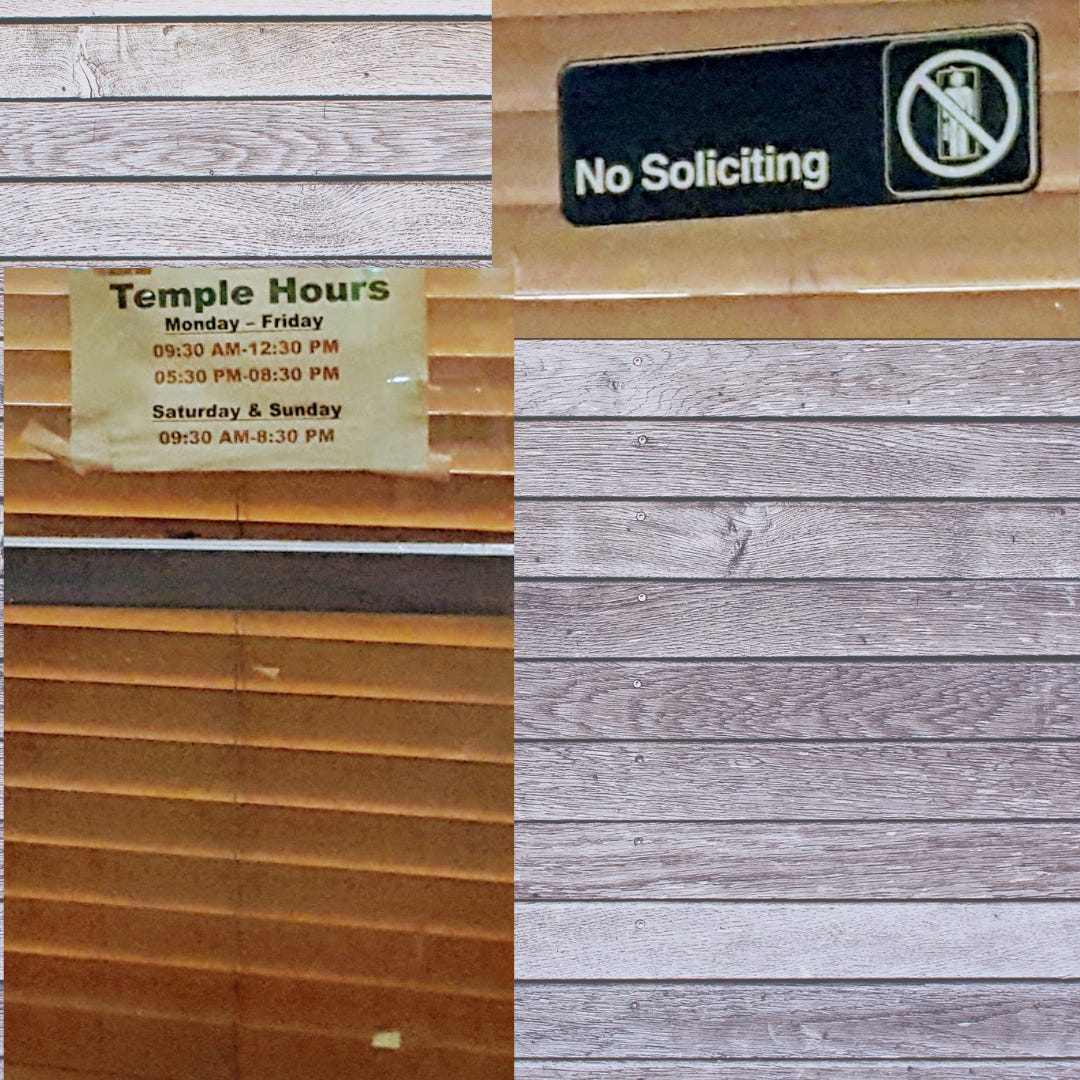 No Soliciting
Temple Hours
Monday – Friday
09:30 AM-12:30 PM
05:30 PM-08:30 PM
Saturday & Sunday
09:30 AM-8:30 PM